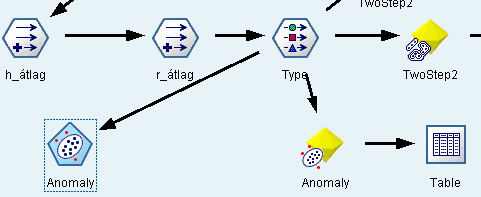 TwoStep2
h_átlag
r_átlag
Type
TwoStep2
Anomaly
Anomaly
Table